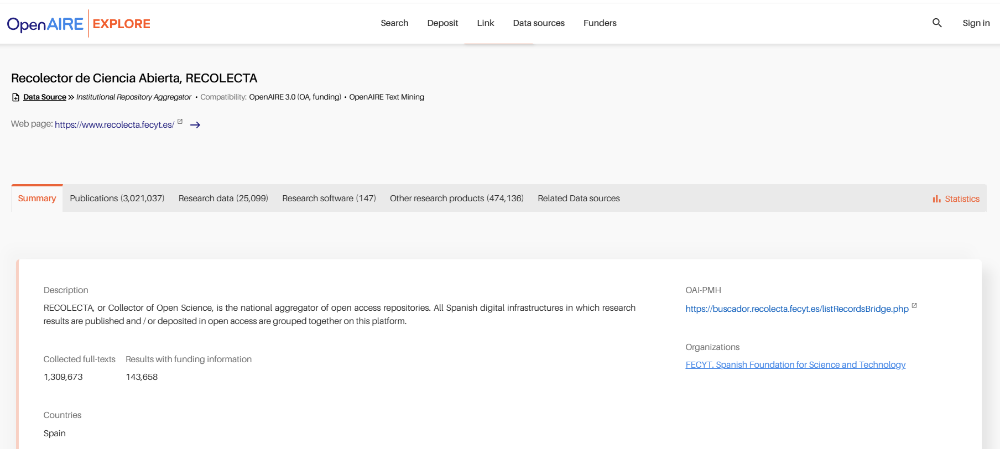 OpenAIRE EXPLORE
Search Deposit Link Data sources Funders Sign in
Recolector de Ciencia Abierta, RECOLECTA
Data Source » Institutional Repository Aggregator • Compatibility: OpenAIRE 3.0 (OA, funding) • OpenAIRE Text Mining
Web page: https://www.recolecta.fecyt.es/
Summary Publications (3,021,037) Research data (25,099) Research software (147) Other research products (474,136) Related Data sources Statistics
Description
RECOLECTA, or Collector of Open Science, is the national aggregator of open access repositories. All Spanish digital infrastructures in which research
results are published and / or deposited in open access are grouped together on this platform.
Collected full-texts Results with funding information
1,309,673 143,658
Countries
Spain
OAI-PMH
https://buscador.recolecta.fecyt.es/listRecordsBridge.php
Organizations
FECYT. Spanish Foundation for Science and Technology